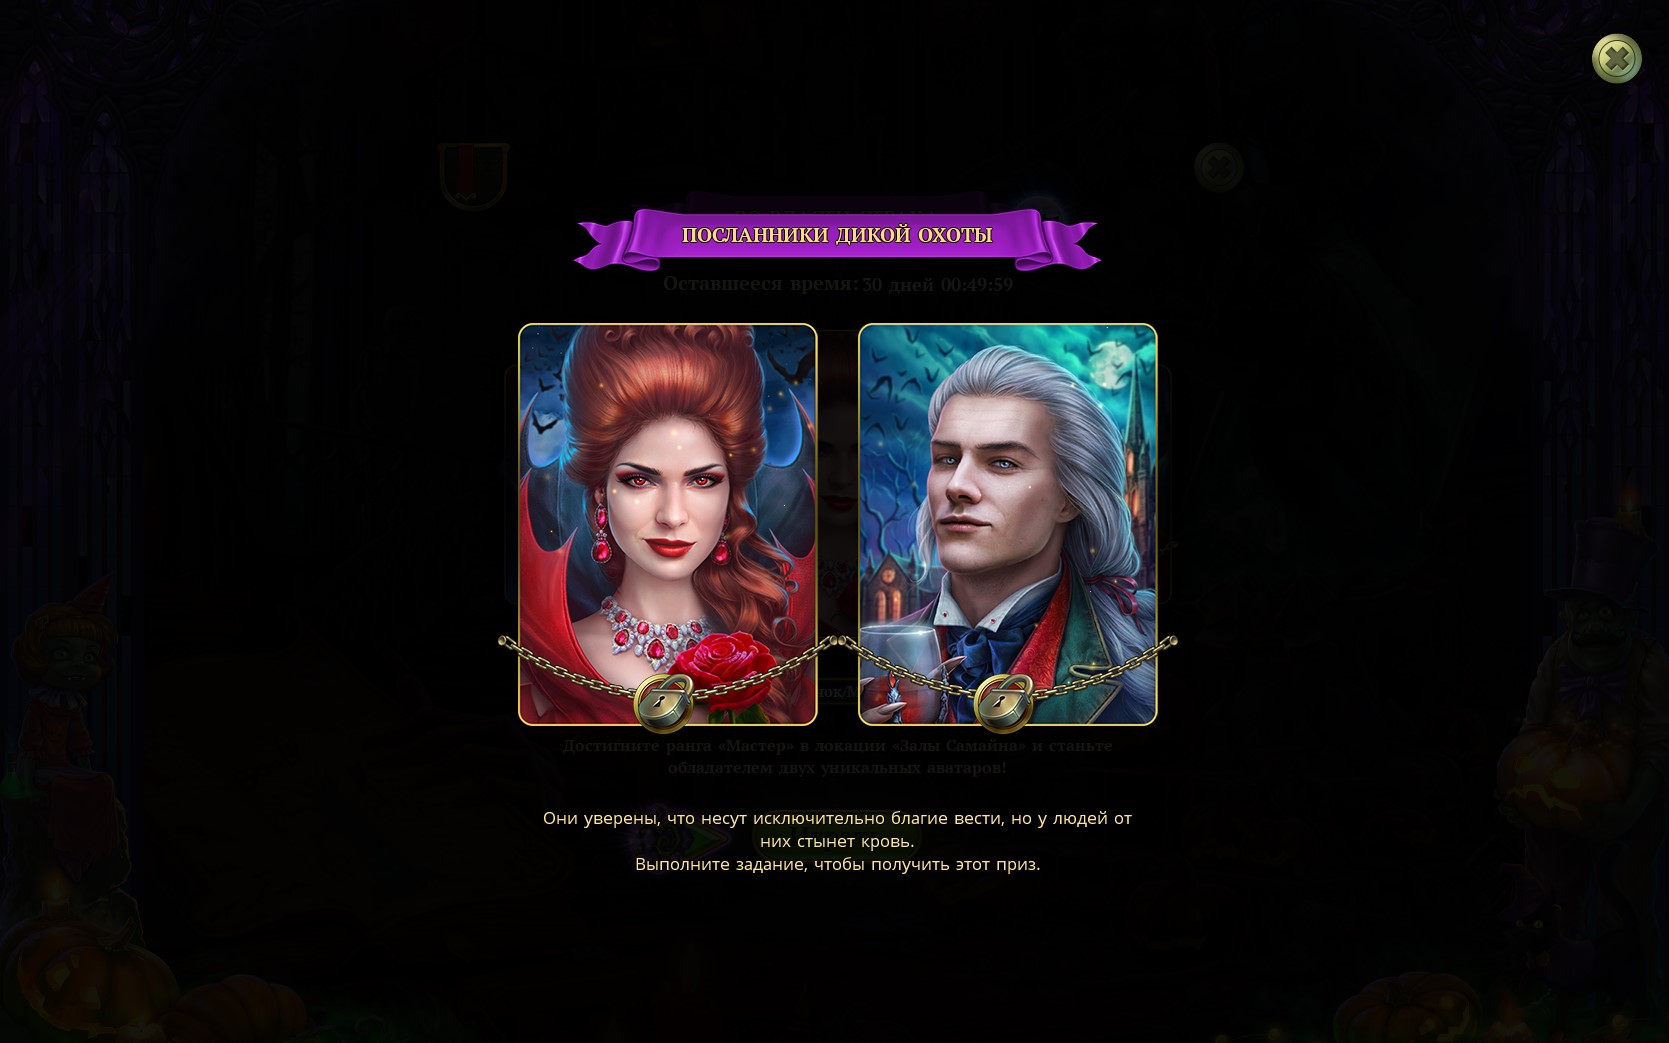 ПОСЛАННИКИ ДИКОЙ ОХОТЫ
Оставшееся время: 30 дней 00:49:59
Достигните ранга «Мастер» в локации «Залы Самайна» и станьте
обладателем двух уникальных аватаров!
Они уверены, что несут исключительно благие вести, но у людей от
них стынет кровь.
Выполните задание, чтобы получить этот приз.